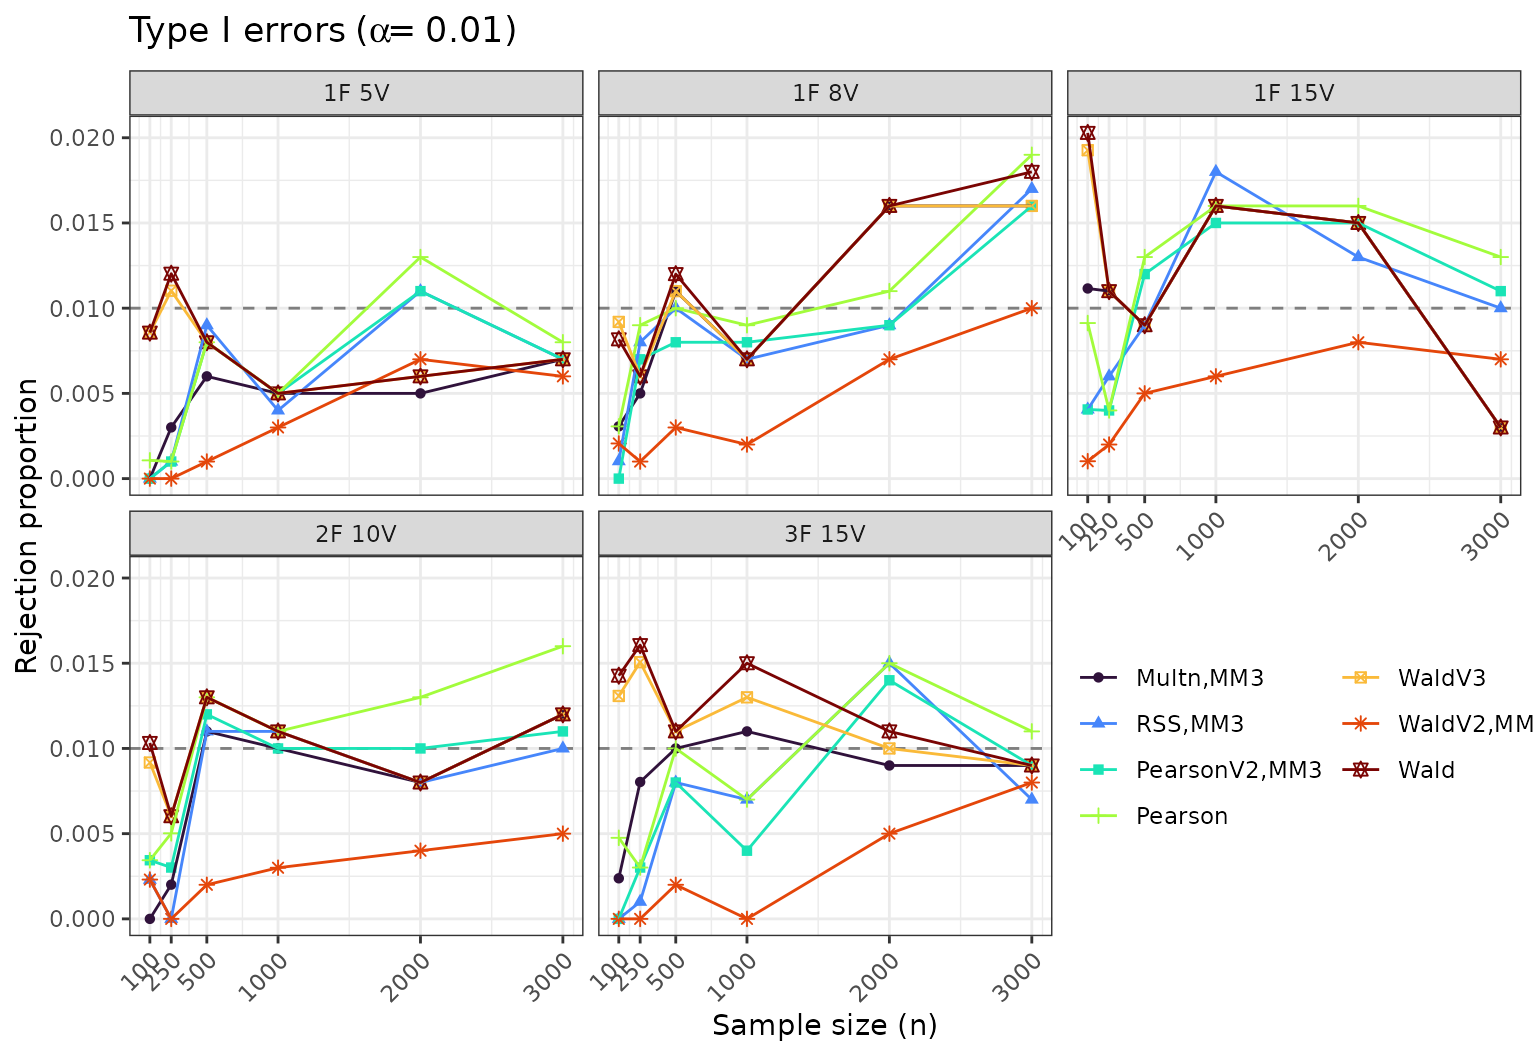 Type I errors (α= 0.01)
1F 5V
1F 8V
1F 15V
0.020
0.015
0.010
0.005
0.000
100
250
500
1000
2000
3000
2F 10V
3F 15V
0.020
0.015
0.010
0.005
0.000
100
250
500
1000
2000
3000
100
250
500
1000
2000
3000
Rejection proportion
Sample size (n)
Multn,MM3
RSS,MM3
PearsonV2,MM3
Pearson
WaldV3
WaldV2,MM
Wald